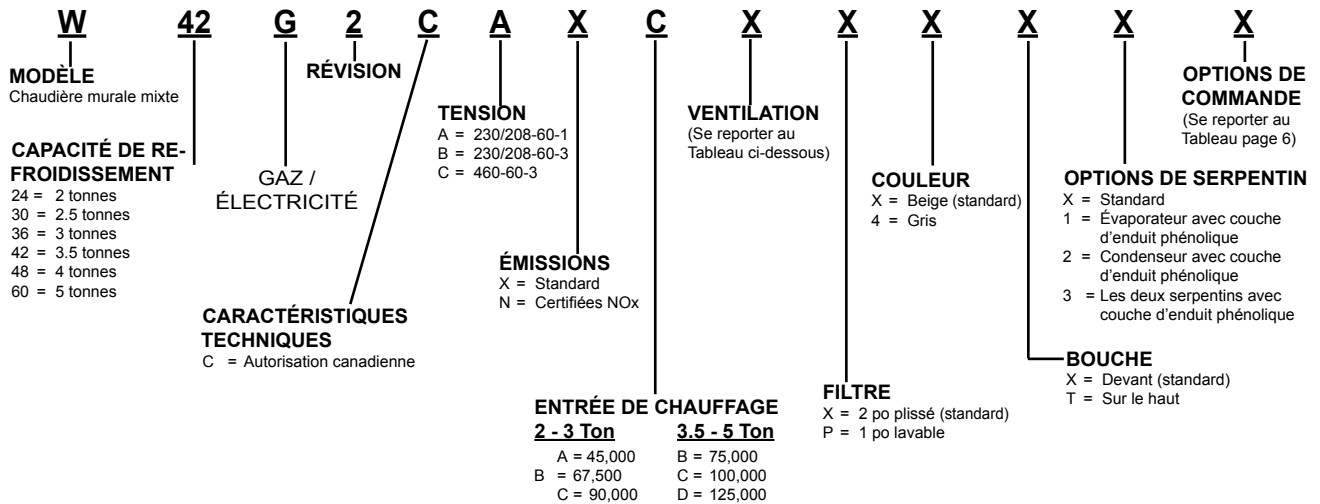 W 42 G 2 C A X C X X X X X X
MODÈLE
Chaudière murale mixte
CAPACITÉ DE RE-
FROIDISSEMENT
24 = 2 tonnes
30 = 2.5 tonnes
36 = 3 tonnes
42 = 3.5 tonnes
48 = 4 tonnes
60 = 5 tonnes
GAZ /
ÉLECTRICITÉ
RÉVISION
CARACTÉRISTIQUES
TECHNIQUES
C = Autorisation canadienne
TENSION
A = 230/208-60-1
B = 230/208-60-3
C = 460-60-3
ÉMISSIONS
X = Standard
N = Certifiées NOx
ENTRÉE DE CHAUFFAGE
2 - 3 Ton 3.5 - 5 Ton
A = 45,000 B = 75,000
B = 67,500 C = 100,000
C = 90,000 D = 125,000
VENTILATION
(Se reporter au
Tableau ci-dessous)
FILTRE
X = 2 po plissé (standard)
P = 1 po lavable
COULEUR
X = Beige (standard)
4 = Gris
BOUCHE
X = Devant (standard)
T = Sur le haut
OPTIONS DE SERPENTIN
X = Standard
1 = Évaporateur avec couche
d'enduit phénolique
2 = Condenseur avec couche
d'enduit phénolique
3 = Les deux serpentins avec
couche d'enduit phénolique
OPTIONS DE
COMMANDE
(Se reporter au
Tableau page 6)